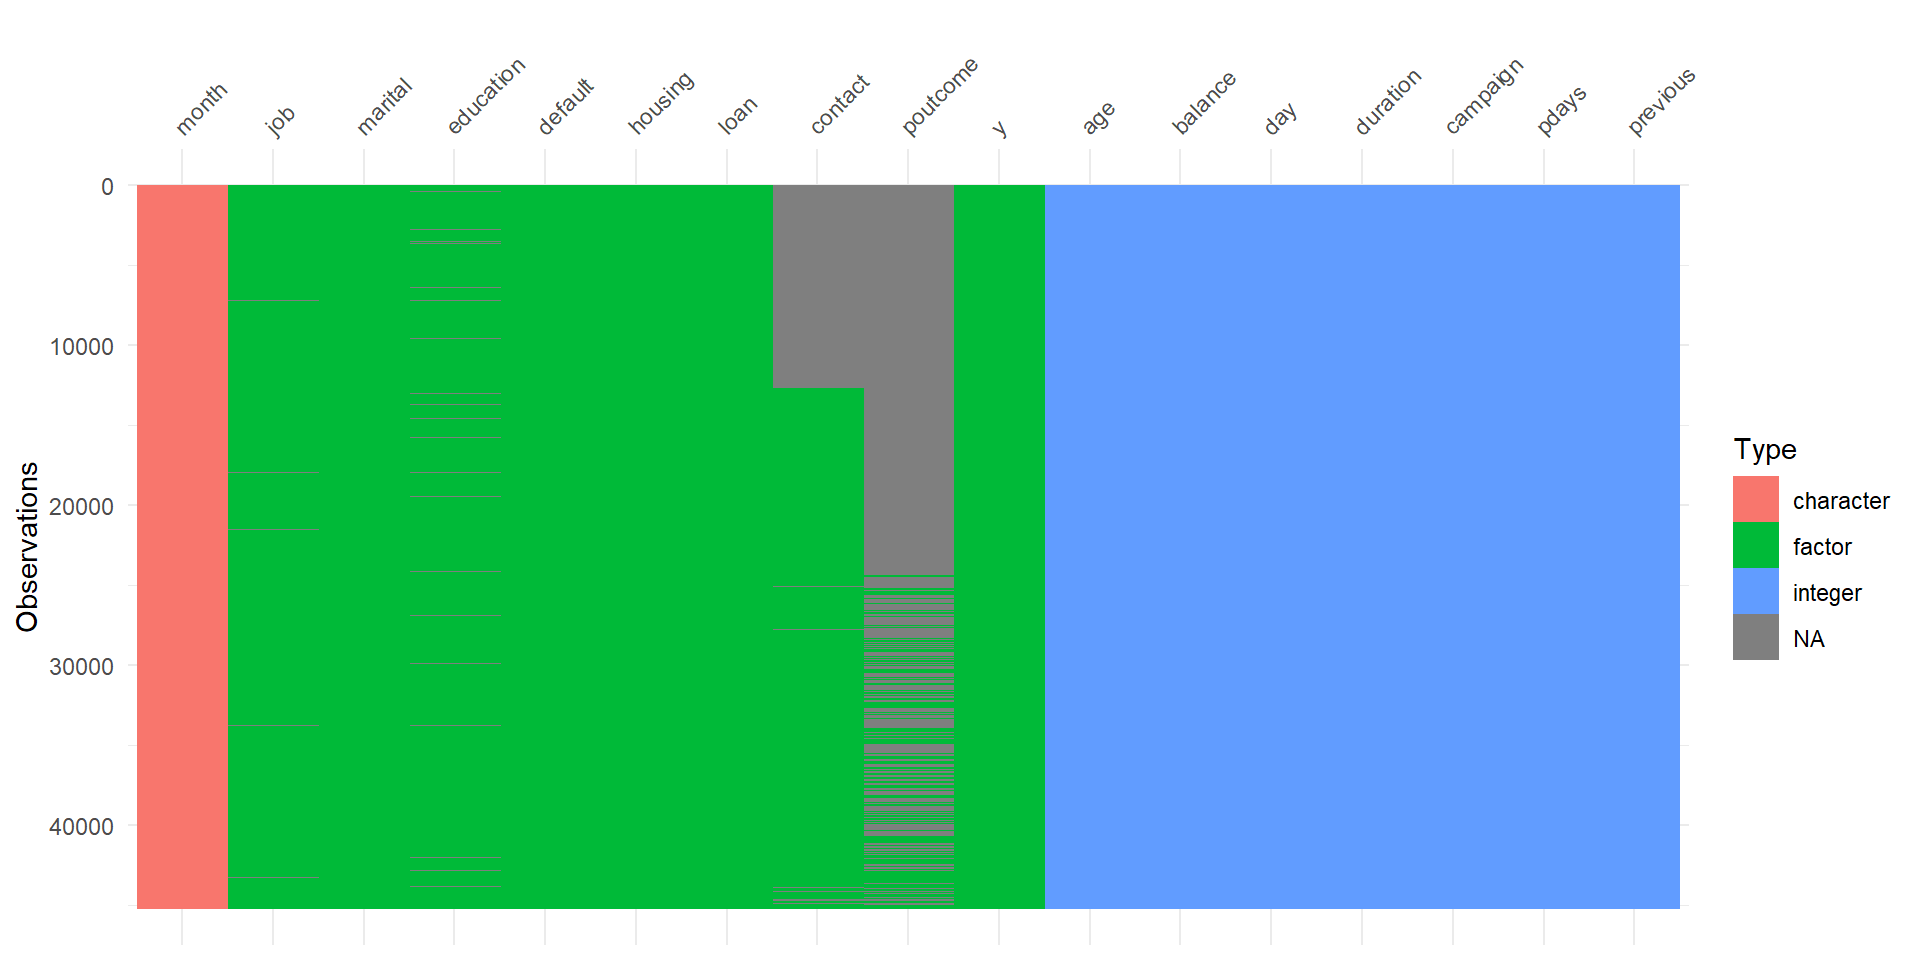 month
job
marital
education
default
housing
loan
contact
poutcome
y
age
balance
day
duration
campaign
pdays
previous
0
10000
20000
30000
40000
Observations
Type
character
factor
integer
NA